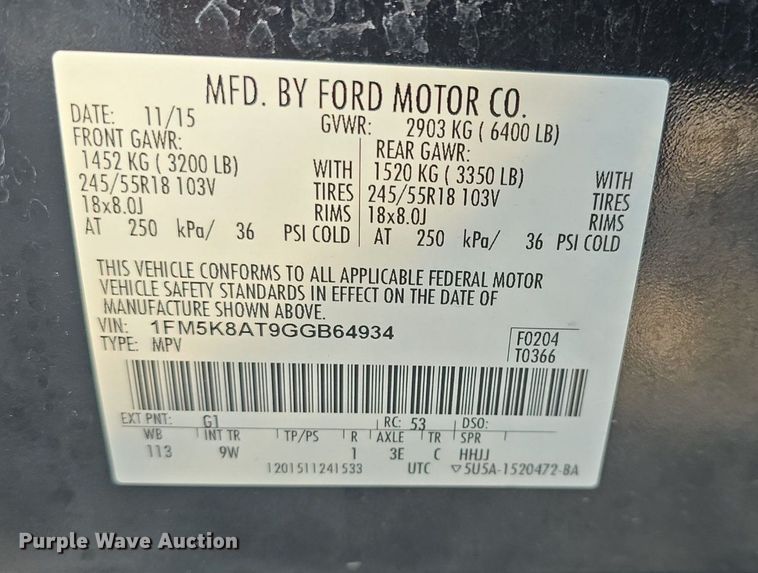 MFD. BY FORD MOTOR CO.
DATE: 11/15 GVWR: 2903 KG ( 6400 LB)
FRONT GAWR: REAR GAWR:
1452 KG ( 3200 LB) WITH 1520 KG ( 3350 LB) WITH
245/55R18 103V TIRES 245/55R18 103V TIRES
18x8.0J RIMS 18x8.0J RIMS
AT 250 kPa/ 36 PSI COLD AT 250 kPa/ 36 PSI COLD
THIS VEHICLE CONFORMS TO ALL APPLICABLE FEDERAL MOTOR
VEHICLE SAFETY STANDARDS IN EFFECT ON THE DATE OF
MANUFACTURE SHOWN ABOVE.
VIN: 1FM5K8AT9GGB64934 F0204
TYPE: MPV T0366
EXT PNT: G1 RC: 53 DSO:
WB INT TR TP/PS R AXLE TR SPR
113 9W 1 3E C HHJJ
1201511241533 UTC ▽5U5A-1520472-BA
Purple Wave Auction